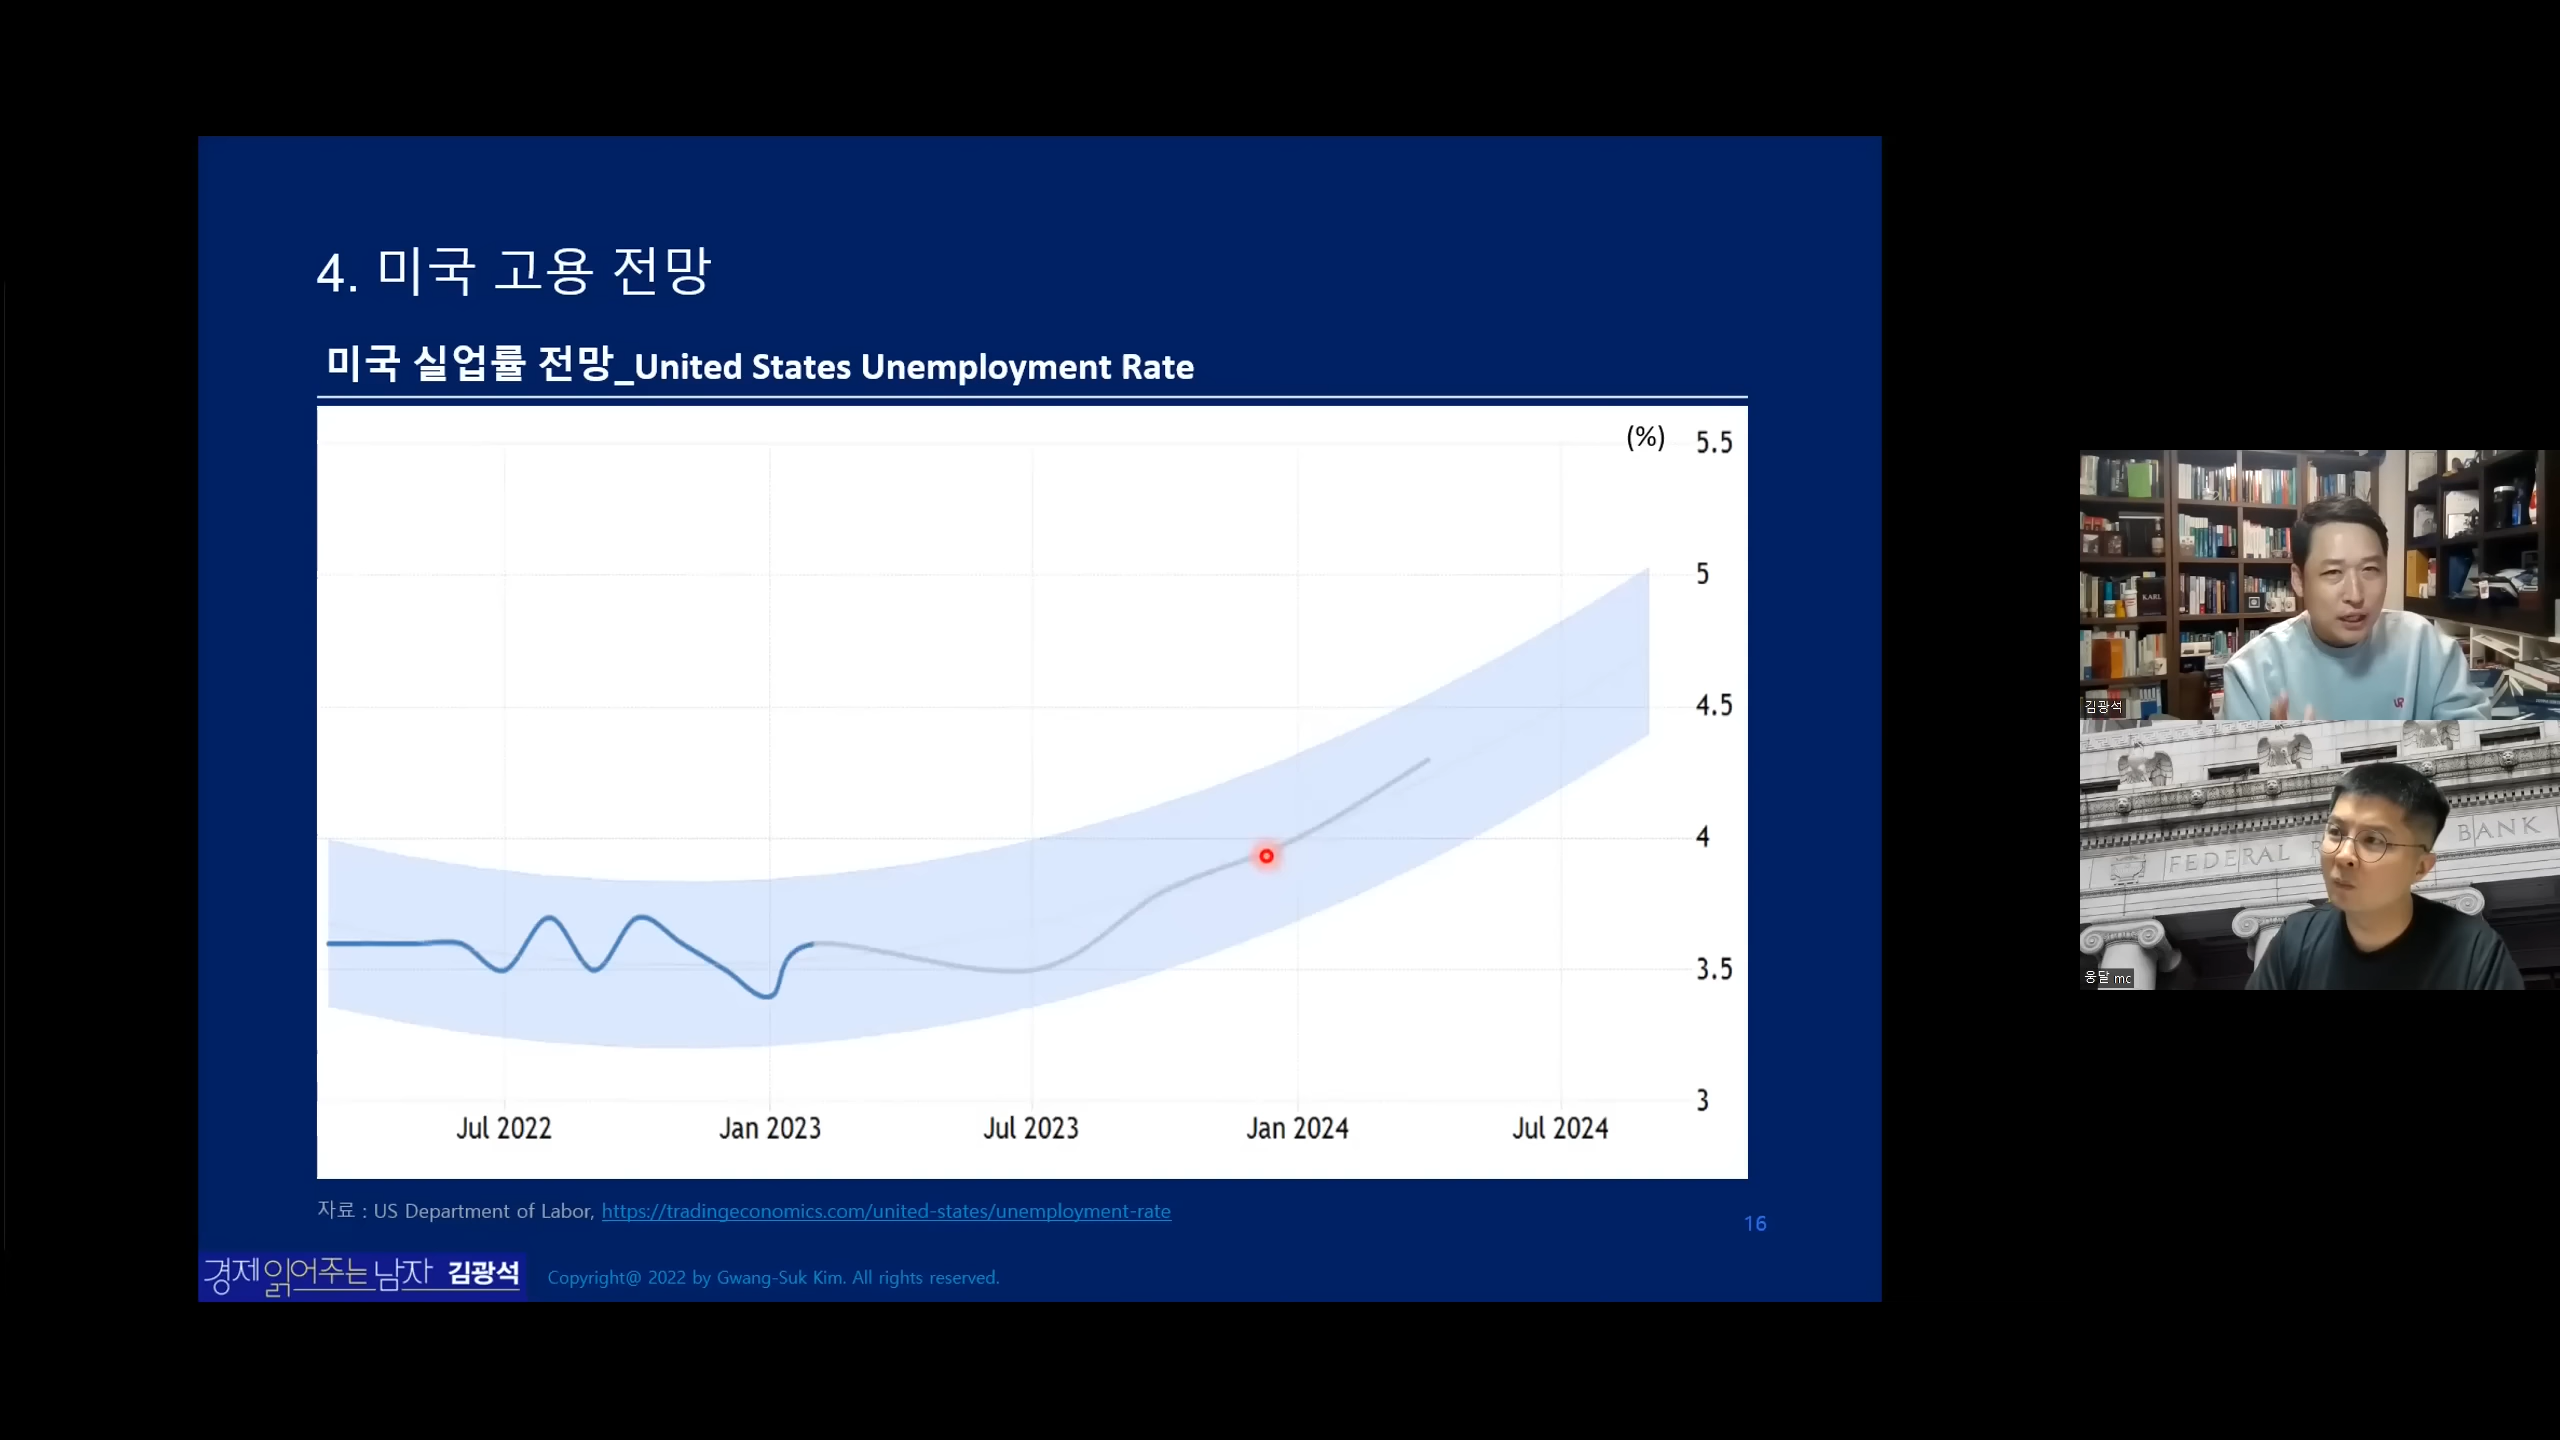 4. 미국 고용 전망
미국 실업률 전망_United States Unemployment Rate
(%)
5.5
5
4.5
4
3.5
3
Jul 2022 Jan 2023 Jul 2023 Jan 2024 Jul 2024
자료 : US Department of Labor, https://tradingeconomics.com/united-states/unemployment-rate
16
경제읽어주는남자 김광석
Copyright@ 2022 by Gwang-Suk Kim. All rights reserved.
KARL
김광석
FEDERAL
BANK
웅달 mc